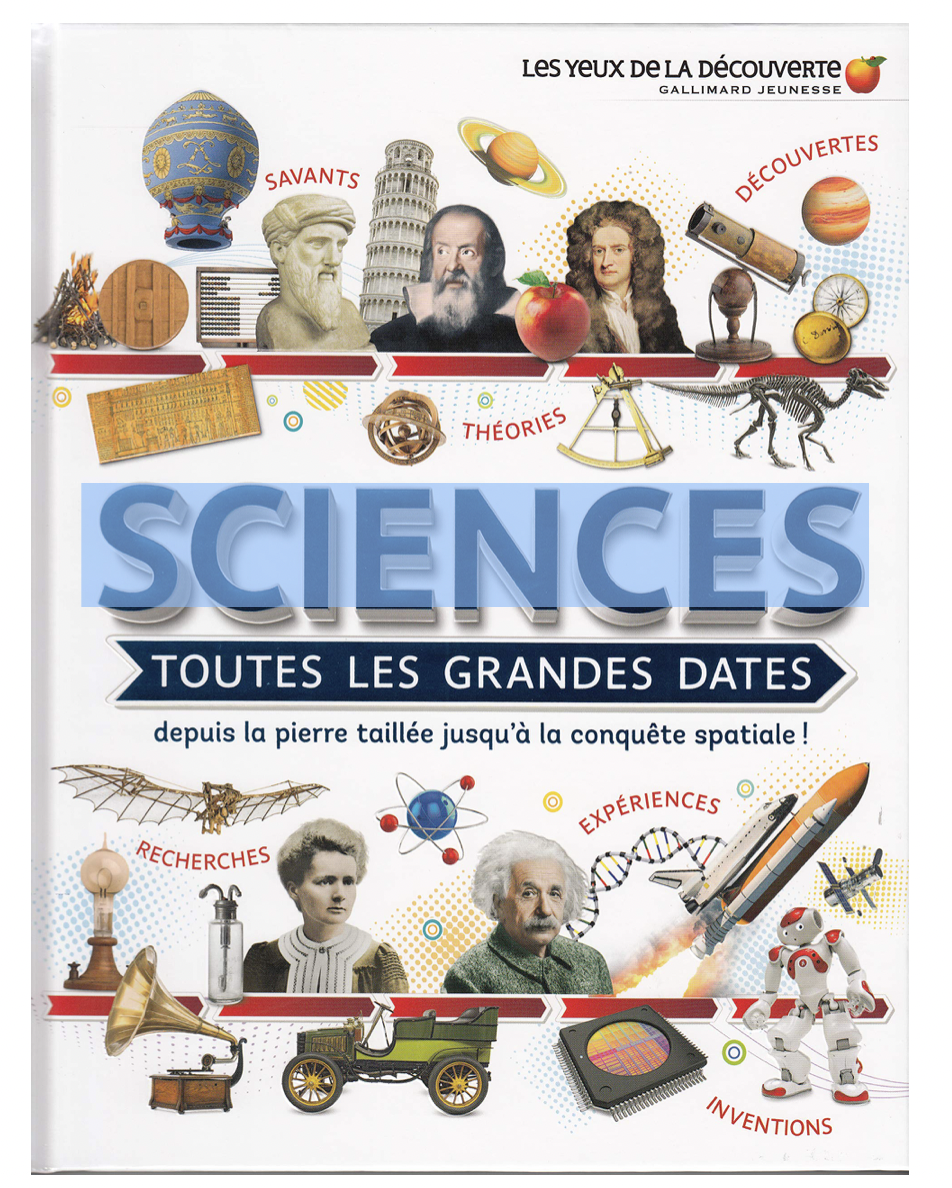 Les Yeux de la Découverte
GALLIMARD JEUNESSE
SAVANTS
DÉCOUVERTES
THÉORIES
SCIENCES
TOUTES LES GRANDES DATES
depuis la pierre taillée jusqu'à la conquête spatiale !
EXPÉRIENCES
RECHERCHES
INVENTIONS